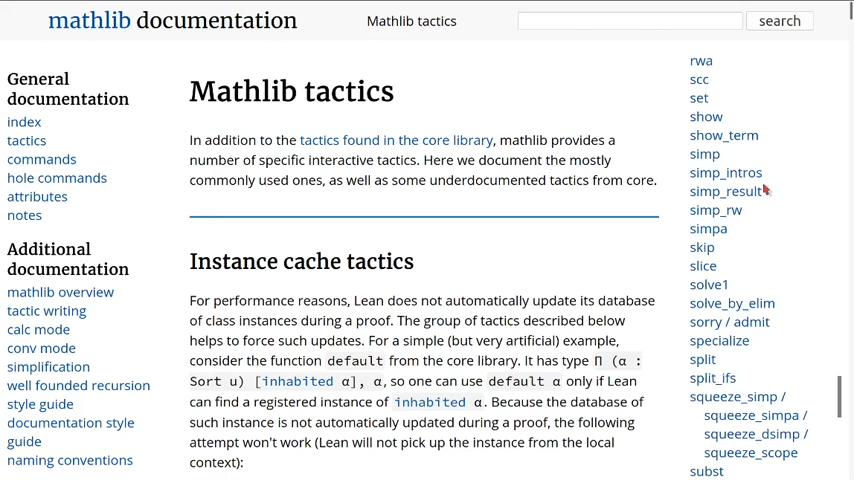 mathlib documentation
Mathlib tactics
search
General
documentation
index
tactics
commands
hole commands
attributes
notes
Additional
documentation
mathlib overview
tactic writing
calc mode
conv mode
simplification
well founded recursion
style guide
documentation style
guide
naming conventions
Mathlib tactics
In addition to the tactics found in the core library, mathlib provides a
number of specific interactive tactics. Here we document the mostly
commonly used ones, as well as some underdocumented tactics from core.
Instance cache tactics
For performance reasons, Lean does not automatically update its database
of class instances during a proof. The group of tactics described below
helps to force such updates. For a simple (but very artificial) example,
consider the function default from the core library. It has type Π (α :
Sort u) [inhabited α], α, so one can use default α only if Lean
can find a registered instance of inhabited α. Because the database of
such instance is not automatically updated during a proof, the following
attempt won't work (Lean will not pick up the instance from the local
context):
rwa
scc
set
show
show_term
simp
simp_intros
simp_result
simp_rw
simpa
skip
slice
solve1
solve_by_elim
sorry / admit
specialize
split
split_ifs
squeeze_simp /
squeeze_simpa /
squeeze_dsimp /
squeeze_scope
subst